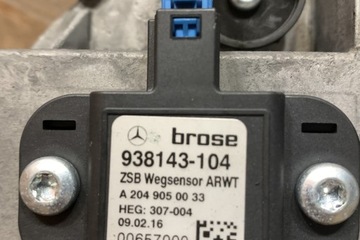 brose
938143-104
ZSB Wegsensor ARWT
A 204 905 00 33
HEG: 307-004
09.02.16